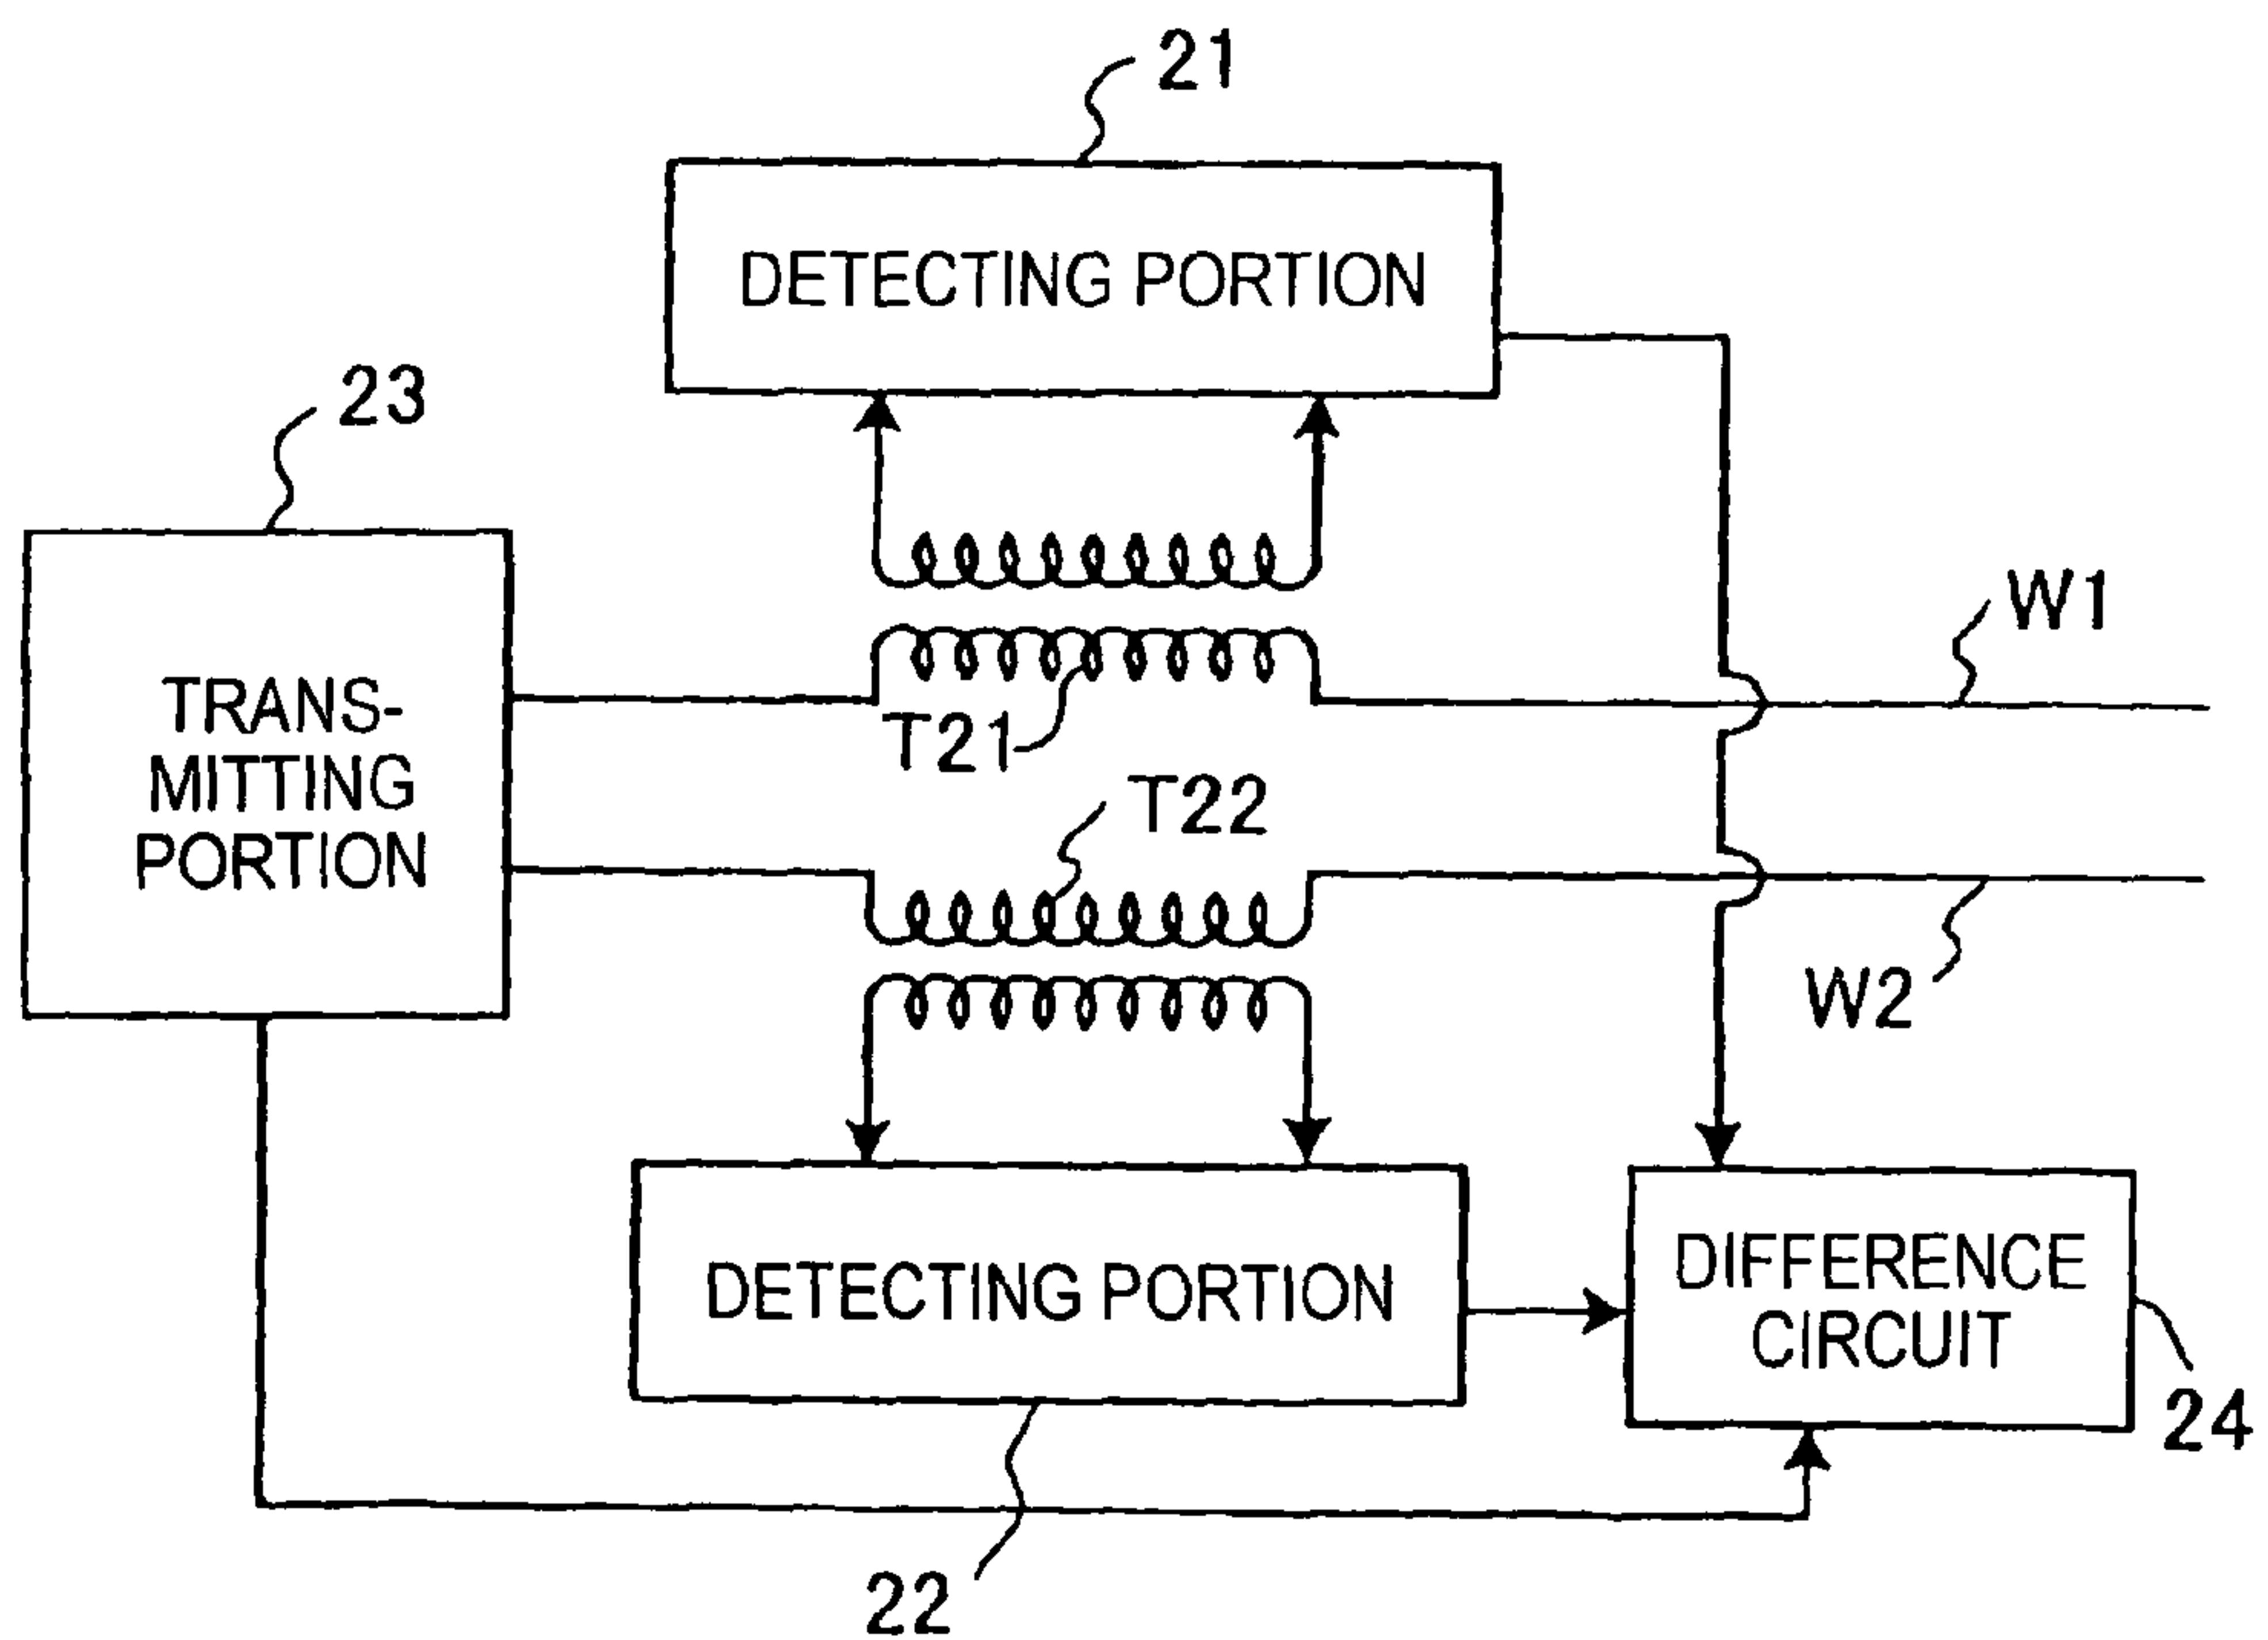 21
DETECTING PORTION
23
W1
TRANS-
MITTING
PORTION
T21
T22
W2
DETECTING PORTION
DIFFERENCE
CIRCUIT
24
22